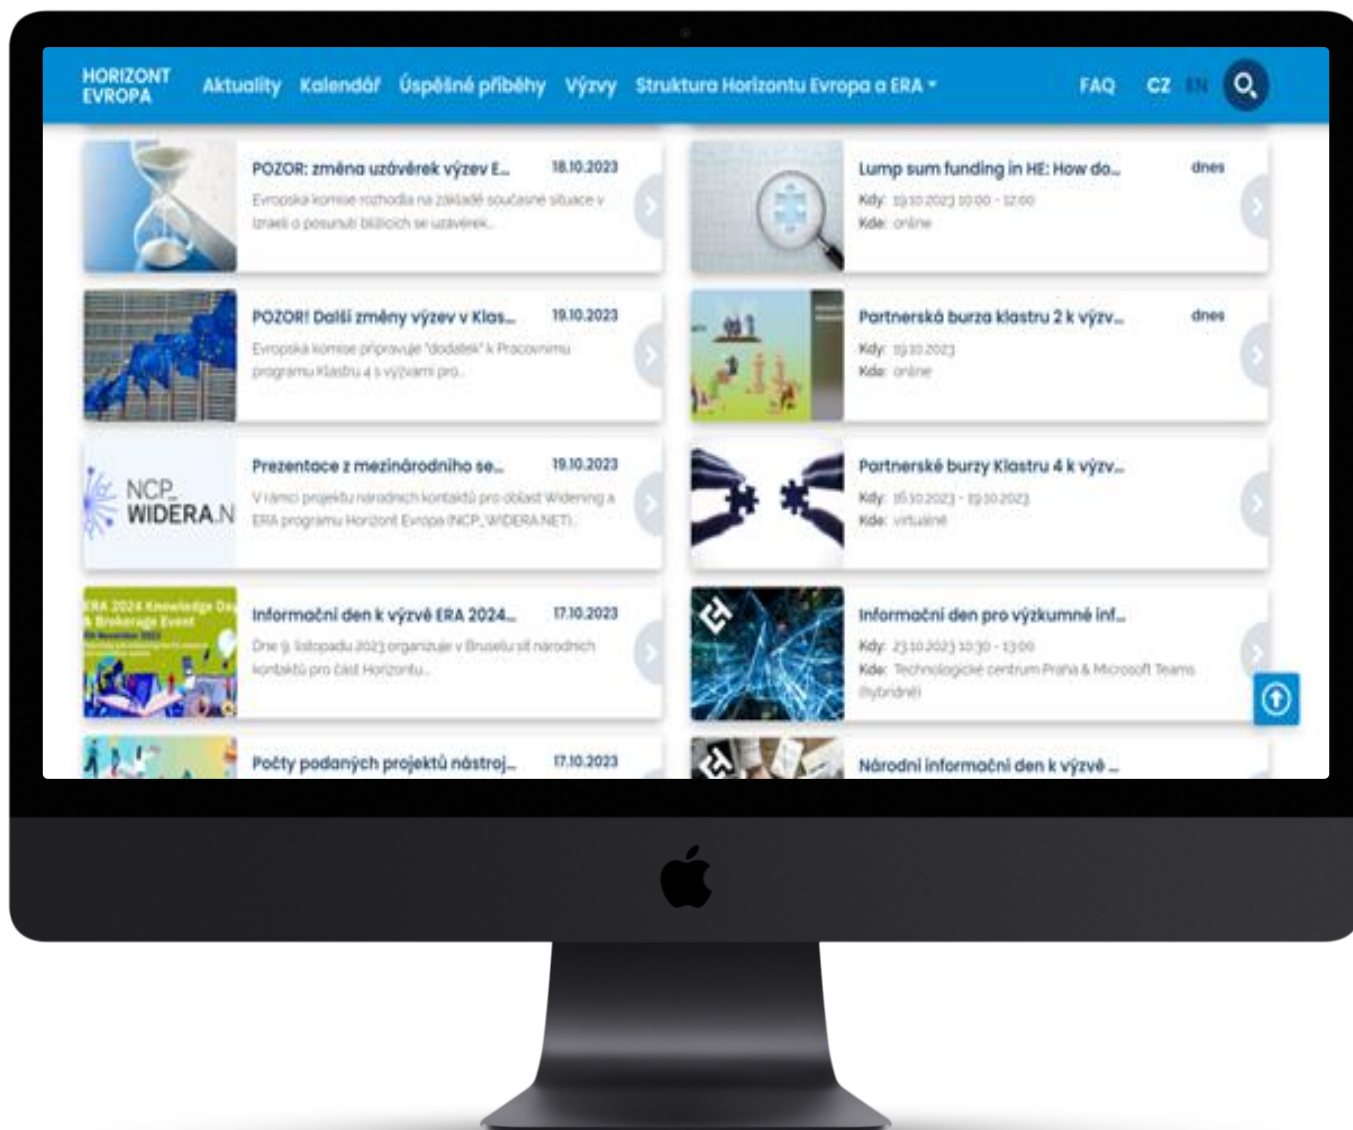 HORIZONT
EVROPA
Aktuality Kalendář Úspěšné příběhy Výzvy Struktura Horizontu Evropa a ERA
FAQ CZ EN
POZOR: změna uzávěrek výzev E...
18.10.2023
Evropská komise rozhodla na základě současné situace v
Izraeli o posunutí bližících se uzávěrek...
POZOR! Další změny výzev v Klas...
19.10.2023
Evropská komise připravuje "dodatek" k Pracovnímu
programu Klastru 4 s výzvami pro...
NCP_
WIDERA.N
Prezentace z mezinárodního se...
19.10.2023
V rámci projektu národních kontaktů pro oblast Widening a
ERA programu Horizont Evropa (NCP_WIDERA.NET)...
ERA 2024 Knowledge Day
& Brokerage Event
Informační den k výzvě ERA 2024...
17.10.2023
Dne 9. listopadu 2023 organizuje v Bruselu síť národních
kontaktů pro část Horizontu...
Počty podaných projektů nástroj...
17.10.2023
Lump sum funding in HE: How do...
dnes
Kdy: 19.10.2023 10:00 - 12:00
Kde: online
Partnerská burza klastru 2 k výzv...
dnes
Kdy: 19.10.2023
Kde: online
Partnerské burzy Klastru 4 k výzv...
Kdy: 16.10.2023 - 19.10.2023
Kde: virtuálně
Informační den pro výzkumné inf...
Kdy: 23.10.2023 10:30 - 13:00
Kde: Technologické centrum Praha & Microsoft Teams
(hybridně)
Národní informační den k výzvě ...